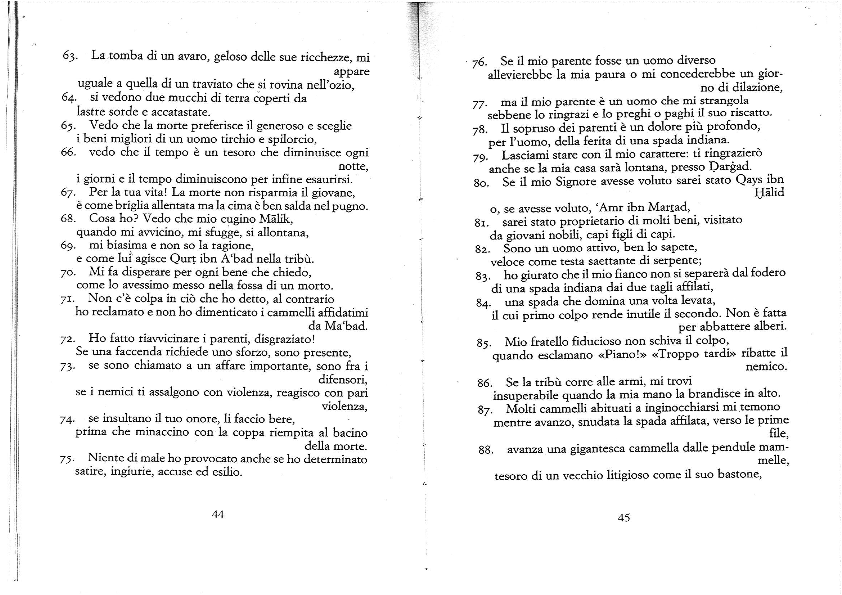 63. La tomba di un avaro, geloso delle sue ricchezze, mi
appare
uguale a quella di un traviato che si rovina nell'ozio,
64. si vedono due mucchi di terra coperti da
lastre sorde e accatastate.
65. Vedo che la morte preferisce il generoso e sceglie
i beni migliori di un uomo tirchio e spilorcio,
66. vedo che il tempo è un tesoro che diminuisce ogni
notte,
i giorni e il tempo diminuiscono per infine esaurirsi.
67. Per la tua vita! La morte non risparmia il giovane,
è come briglia allentata ma la cima è ben salda nel pugno.
68. Cosa ho? Vedo che mio cugino Mālik,
quando mi avvicino, mi sfugge, si allontana,
69. mi biasima e non so la ragione,
e come lui agisce Qurṭ ibn A'bad nella tribù.
70. Mi fa disperare per ogni bene che chiedo,
come lo avessimo messo nella fossa di un morto.
71. Non c'è colpa in ciò che ho detto, al contrario
ho reclamato e non ho dimenticato i cammelli affidatimi
da Ma'bad.
72. Ho fatto riavvicinare i parenti, disgraziato!
Se una faccenda richiede uno sforzo, sono presente,
73. se sono chiamato a un affare importante, sono fra i
difensori,
se i nemici ti assalgono con violenza, reagisco con pari
violenza,
74. se insultano il tuo onore, li faccio bere,
prima che minaccino con la coppa riempita al bacino
della morte.
75. Niente di male ho provocato anche se ho determinato
satire, ingiurie, accuse ed esilio.
44
76. Se il mio parente fosse un uomo diverso
allevierebbe la mia paura o mi concederebbe un gior-
no di dilazione,
77. ma il mio parente è un uomo che mi strangola
sebbene lo ringrazi e lo preghi o paghi il suo riscatto.
78. Il sopruso dei parenti è un dolore più profondo,
per l'uomo, della ferita di una spada indiana.
79. Lasciami stare con il mio carattere: ti ringrazierò
anche se la mia casa sarà lontana, presso Ḍarġad.
80. Se il mio Signore avesse voluto sarei stato Qays ibn
Ḫālid
o, se avesse voluto, 'Amr ibn Marṯad,
81. sarei stato proprietario di molti beni, visitato
da giovani nobili, capi figli di capi.
82. Sono un uomo attivo, ben lo sapete,
veloce come testa saettante di serpente;
83. ho giurato che il mio fianco non si separerà dal fodero
di una spada indiana dai due tagli affilati,
84. una spada che domina una volta levata,
il cui primo colpo rende inutile il secondo. Non è fatta
per abbattere alberi.
85. Mio fratello fiducioso non schiva il colpo,
quando esclamano «Piano!» «Troppo tardi» ribatte il
nemico.
86. Se la tribù corre alle armi, mi trovi
insuperabile quando la mia mano la brandisce in alto.
87. Molti cammelli abituati a inginocchiarsi mi temono
mentre avanzo, snudata la spada affilata, verso le prime
file,
88. avanza una gigantesca cammella dalle pendule mam-
melle,
tesoro di un vecchio litigioso come il suo bastone,
45